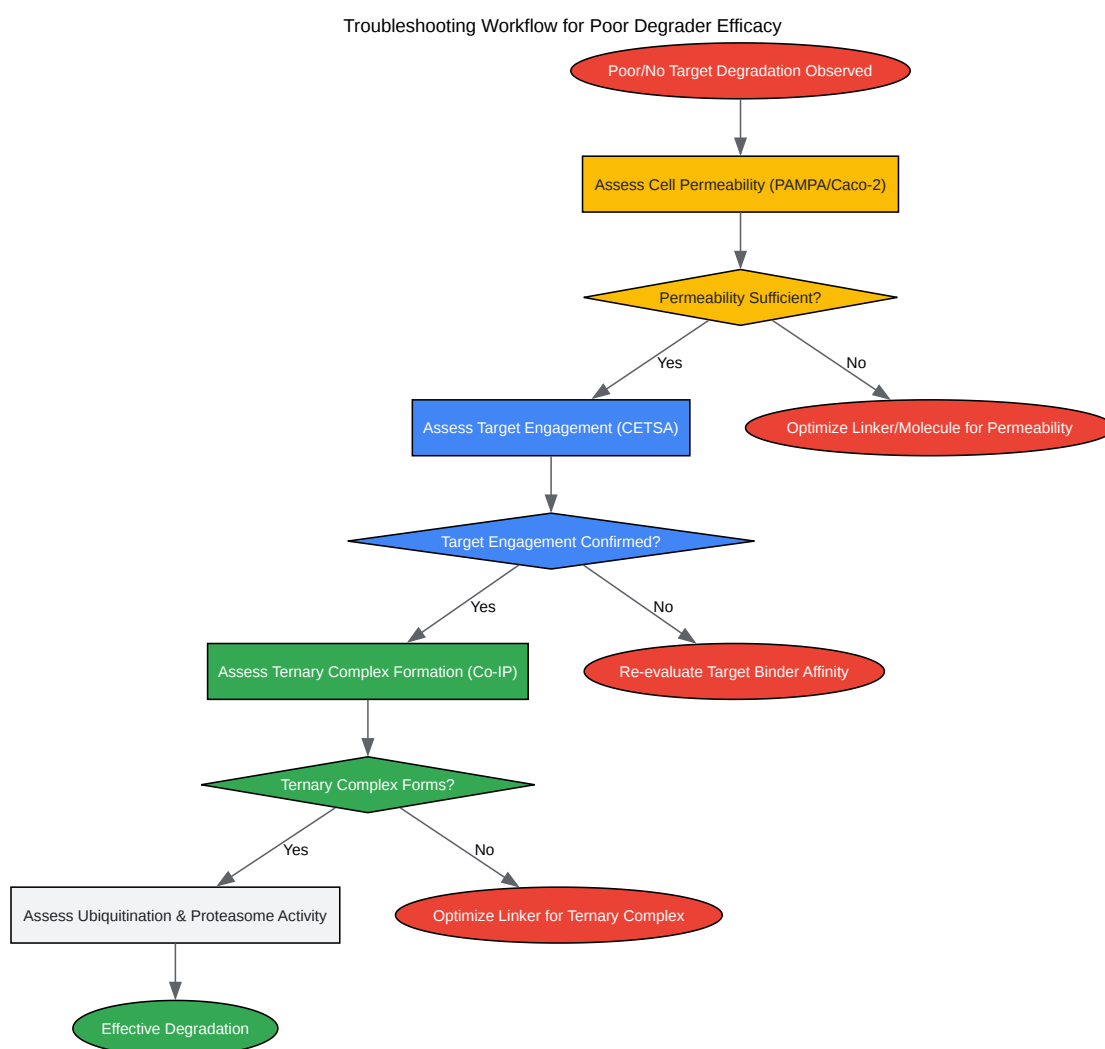 Troubleshooting Workflow for Poor Degrader Efficacy
Poor/No Target Degradation Observed
Assess Cell Permeability (PAMPA/Caco-2)
Permeability Sufficient?
Yes
No
Assess Target Engagement (CETSA)
Optimize Linker/Molecule for Permeability
Target Engagement Confirmed?
Yes
No
Assess Ternary Complex Formation (Co-IP)
Re-evaluate Target Binder Affinity
Ternary Complex Forms?
Yes
No
Assess Ubiquitination & Proteasome Activity
Optimize Linker for Ternary Complex
Effective Degradation